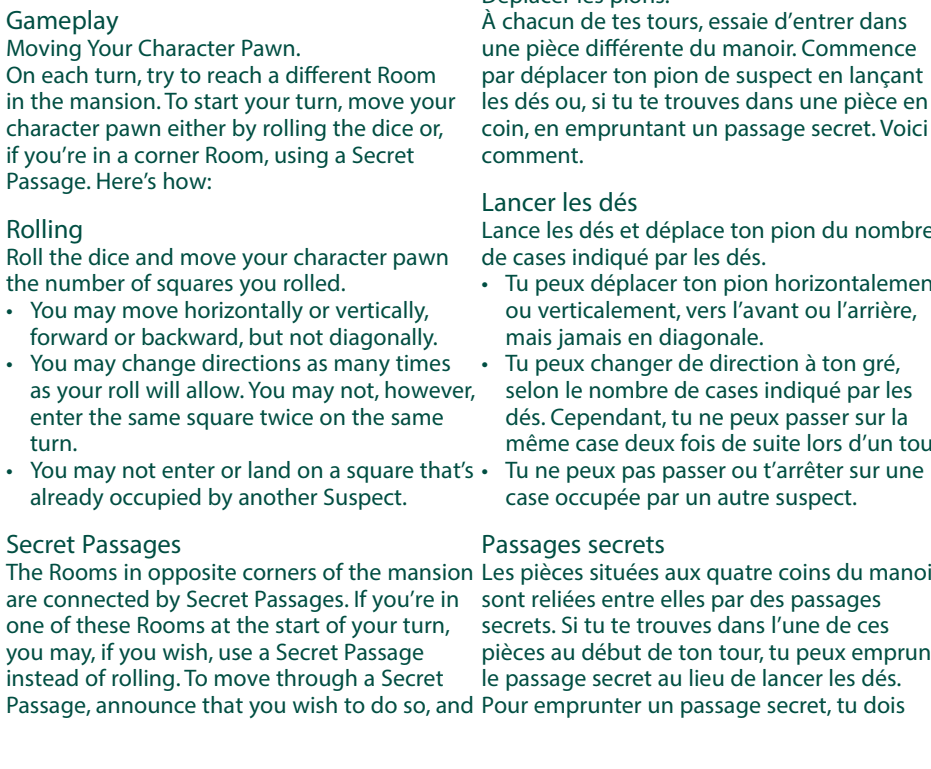 Gameplay
Moving Your Character Pawn.
On each turn, try to reach a different Room
in the mansion. To start your turn, move your
character pawn either by rolling the dice or,
if you're in a corner Room, using a Secret
Passage. Here's how:
Rolling
Roll the dice and move your character pawn
the number of squares you rolled.
• You may move horizontally or vertically,
forward or backward, but not diagonally.
• You may change directions as many times
as your roll will allow. You may not, however,
enter the same square twice on the same
turn.
• You may not enter or land on a square that's
already occupied by another Suspect.
Secret Passages
The Rooms in opposite corners of the mansion
are connected by Secret Passages. If you're in
one of these Rooms at the start of your turn,
you may, if you wish, use a Secret Passage
instead of rolling. To move through a Secret
Passage, announce that you wish to do so, and
Déplacer les pions.
À chacun de tes tours, essaie d'entrer dans
une pièce différente du manoir. Commence
par déplacer ton pion de suspect en lançant
les dés ou, si tu te trouves dans une pièce en
coin, en empruntant un passage secret. Voici
comment.
Lancer les dés
Lance les dés et déplace ton pion du nombre
de cases indiqué par les dés.
• Tu peux déplacer ton pion horizontalemen
ou verticalement, vers l'avant ou l'arrière,
mais jamais en diagonale.
• Tu peux changer de direction à ton gré,
selon le nombre de cases indiqué par les
dés. Cependant, tu ne peux passer sur la
même case deux fois de suite lors d'un tou
• Tu ne peux pas passer ou t'arrêter sur une
case occupée par un autre suspect.
Passages secrets
Les pièces situées aux quatre coins du manoi
sont reliées entre elles par des passages
secrets. Si tu te trouves dans l'une de ces
pièces au début de ton tour, tu peux emprun
le passage secret au lieu de lancer les dés.
Pour emprunter un passage secret, tu dois